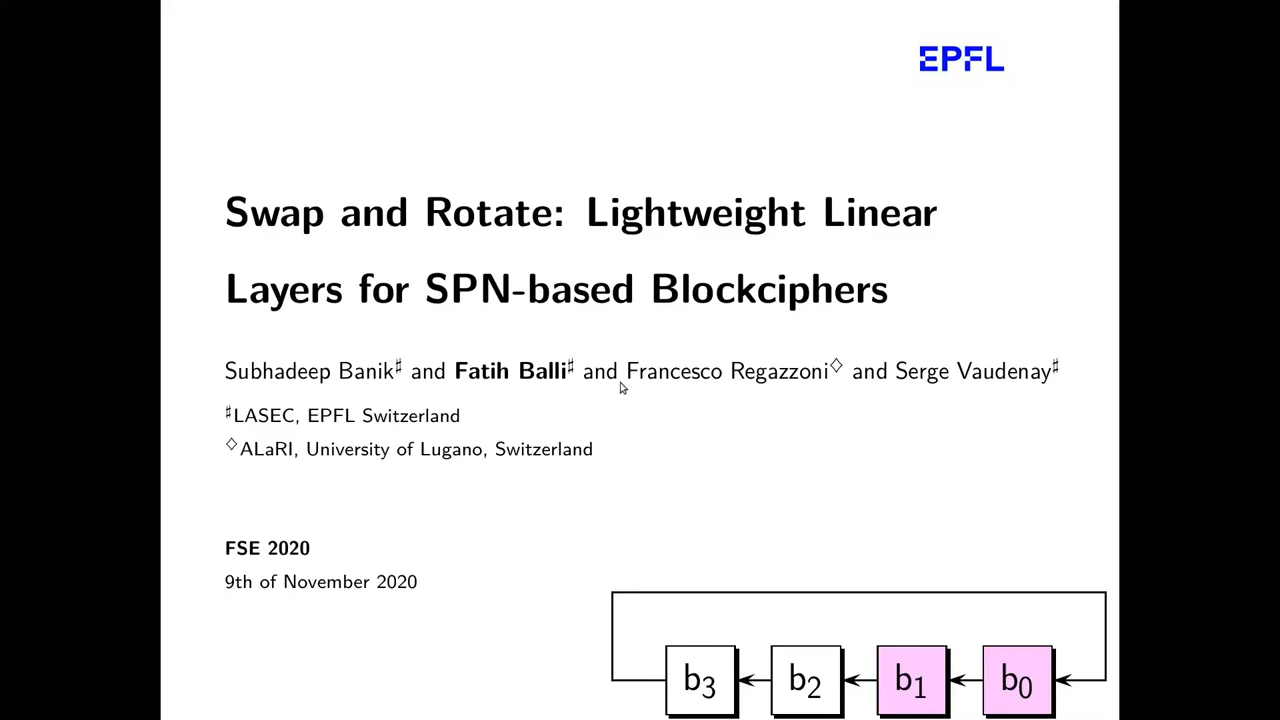 EPFL
Swap and Rotate: Lightweight Linear
Layers for SPN-based Blockciphers
Subhadeep Banik♯ and Fatih Balli♯ and Francesco Regazzoni♢ and Serge Vaudenay♯
♯LASEC, EPFL Switzerland
♢ALaRI, University of Lugano, Switzerland
FSE 2020
9th of November 2020
b₃ b₂ b₁ b₀